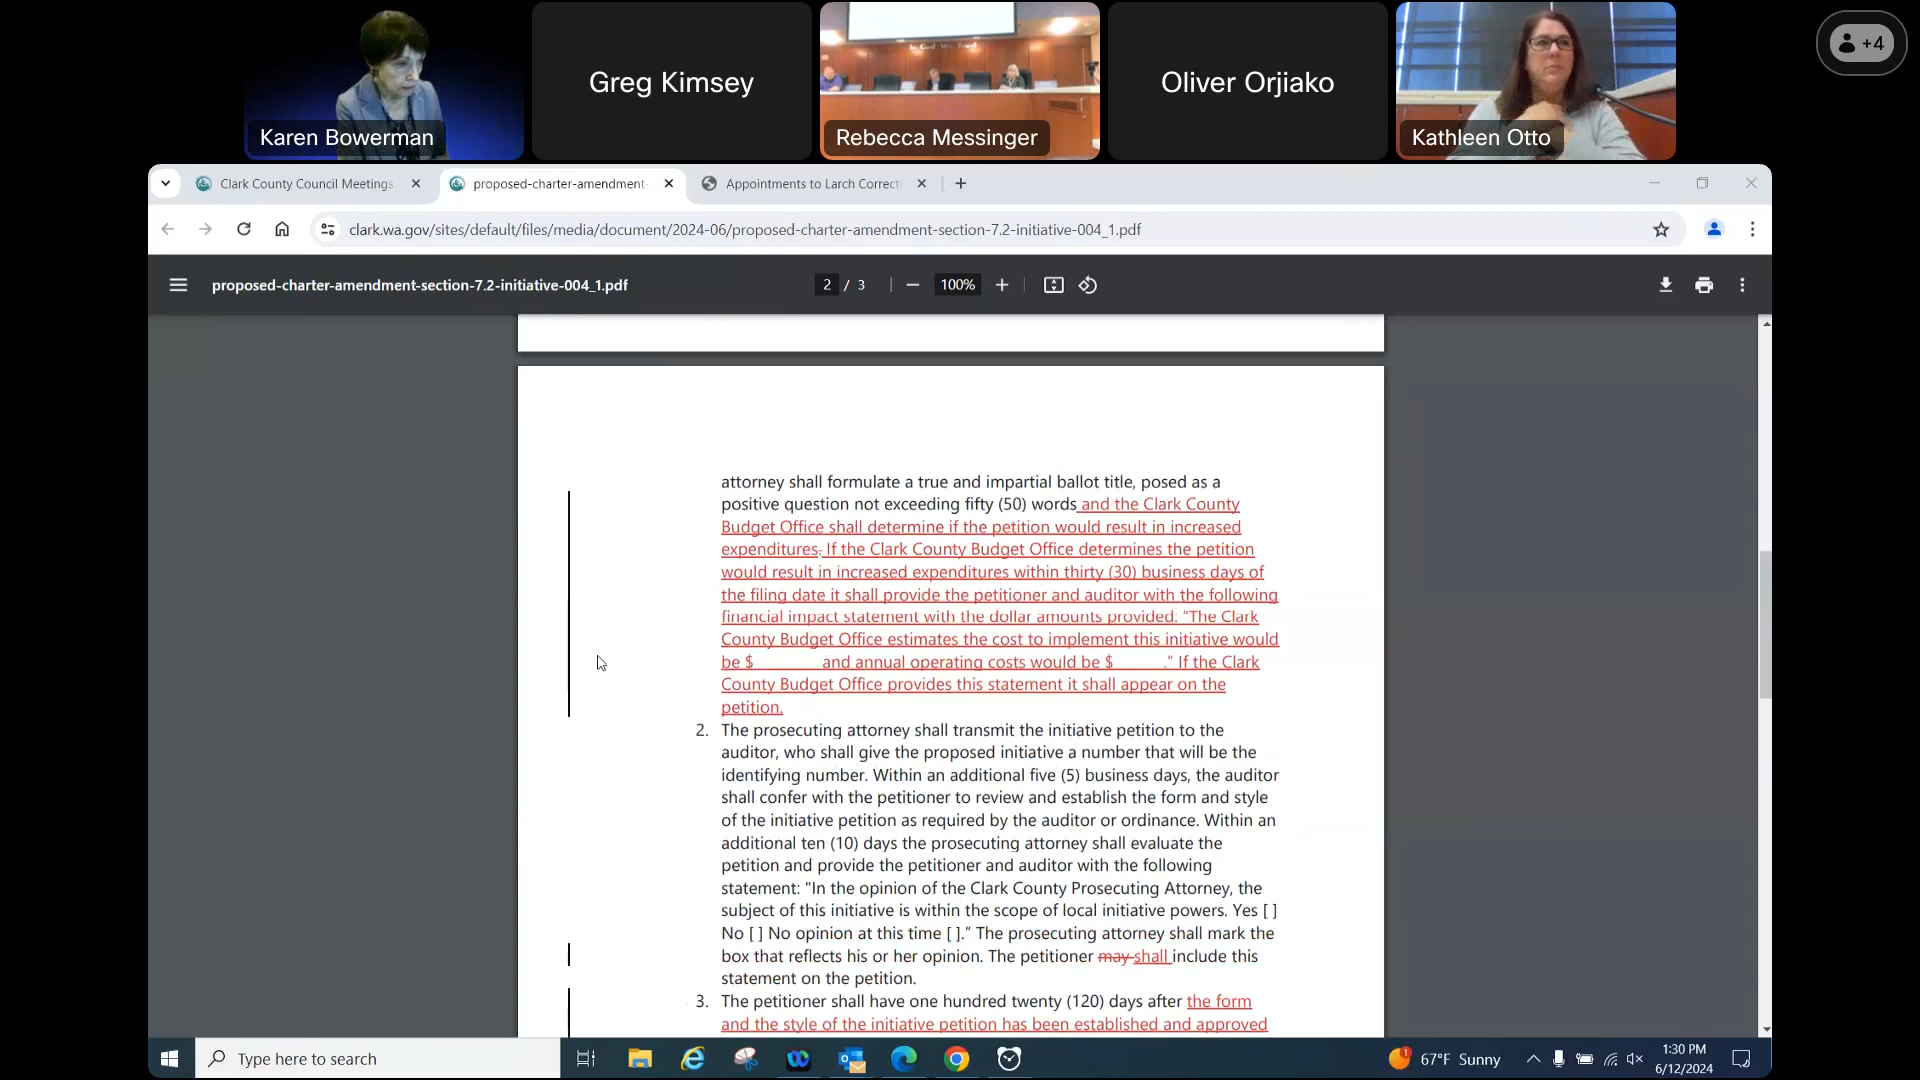 Karen Bowerman
Greg Kimsey
In God We Trust
Rebecca Messinger
Oliver Orjiako
Kathleen Otto
+4
Clark County Council Meetings
proposed-charter-amendment-
Appointments to Larch Correct
clark.wa.gov/sites/default/files/media/document/2024-06/proposed-charter-amendment-section-7.2-initiative-004_1.pdf
proposed-charter-amendment-section-7.2-initiative-004_1.pdf
2 / 3
100%
attorney shall formulate a true and impartial ballot title, posed as a
positive question not exceeding fifty (50) words and the Clark County
Budget Office shall determine if the petition would result in increased
expenditures. If the Clark County Budget Office determines the petition
would result in increased expenditures within thirty (30) business days of
the filing date it shall provide the petitioner and auditor with the following
financial impact statement with the dollar amounts provided: “The Clark
County Budget Office estimates the cost to implement this initiative would
be $_______ and annual operating costs would be $_____.” If the Clark
County Budget Office provides this statement it shall appear on the
petition.
2. The prosecuting attorney shall transmit the initiative petition to the
auditor, who shall give the proposed initiative a number that will be the
identifying number. Within an additional five (5) business days, the auditor
shall confer with the petitioner to review and establish the form and style
of the initiative petition as required by the auditor or ordinance. Within an
additional ten (10) days the prosecuting attorney shall evaluate the
petition and provide the petitioner and auditor with the following
statement: "In the opinion of the Clark County Prosecuting Attorney, the
subject of this initiative is within the scope of local initiative powers. Yes [ ]
No [ ] No opinion at this time [ ].” The prosecuting attorney shall mark the
box that reflects his or her opinion. The petitioner may shall include this
statement on the petition.
3. The petitioner shall have one hundred twenty (120) days after the form
and the style of the initiative petition has been established and approved
Type here to search
67°F Sunny
1:30 PM
6/12/2024